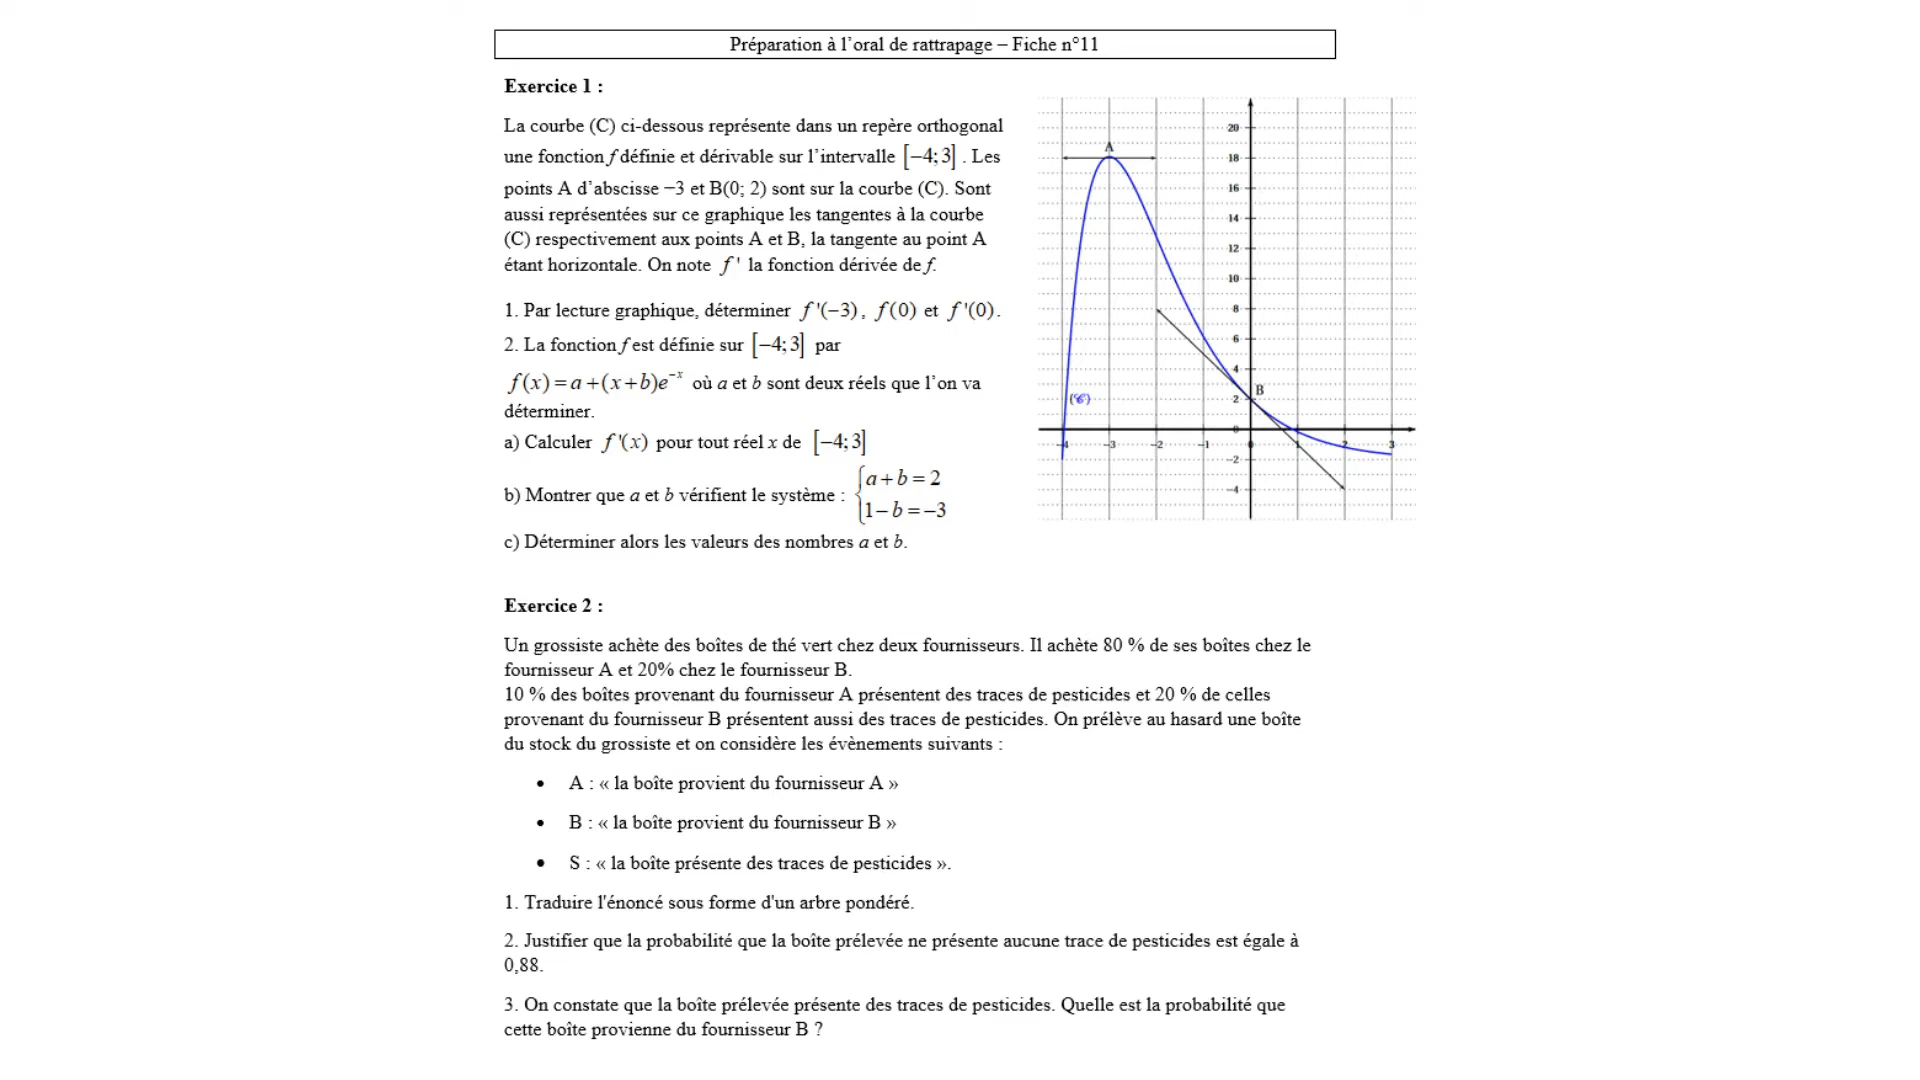 Préparation à l'oral de rattrapage – Fiche n°11
Exercice 1 :
La courbe (C) ci-dessous représente dans un repère orthogonal
une fonction f définie et dérivable sur l'intervalle [−4;3] . Les
points A d'abscisse −3 et B(0; 2) sont sur la courbe (C). Sont
aussi représentées sur ce graphique les tangentes à la courbe
(C) respectivement aux points A et B, la tangente au point A
étant horizontale. On note f ' la fonction dérivée de f.
1. Par lecture graphique, déterminer f '(−3), f(0) et f '(0).
2. La fonction f est définie sur [−4;3] par
f(x)=a+(x+b)e^{−x} où a et b sont deux réels que l'on va
déterminer.
a) Calculer f '(x) pour tout réel x de [−4;3]
b) Montrer que a et b vérifient le système : {a+b=2
1−b=−3
c) Déterminer alors les valeurs des nombres a et b.
20
A
18
16
14
12
10
8
6
4
B
2
(C)
0
-4 -3 -2 -1 0 1 2 3
-2
-4
Exercice 2 :
Un grossiste achète des boîtes de thé vert chez deux fournisseurs. Il achète 80 % de ses boîtes chez le
fournisseur A et 20% chez le fournisseur B.
10 % des boîtes provenant du fournisseur A présentent des traces de pesticides et 20 % de celles
provenant du fournisseur B présentent aussi des traces de pesticides. On prélève au hasard une boîte
du stock du grossiste et on considère les évènements suivants :
• A : « la boîte provient du fournisseur A »
• B : « la boîte provient du fournisseur B »
• S : « la boîte présente des traces de pesticides ».
1. Traduire l'énoncé sous forme d'un arbre pondéré.
2. Justifier que la probabilité que la boîte prélevée ne présente aucune trace de pesticides est égale à
0,88.
3. On constate que la boîte prélevée présente des traces de pesticides. Quelle est la probabilité que
cette boîte provienne du fournisseur B ?